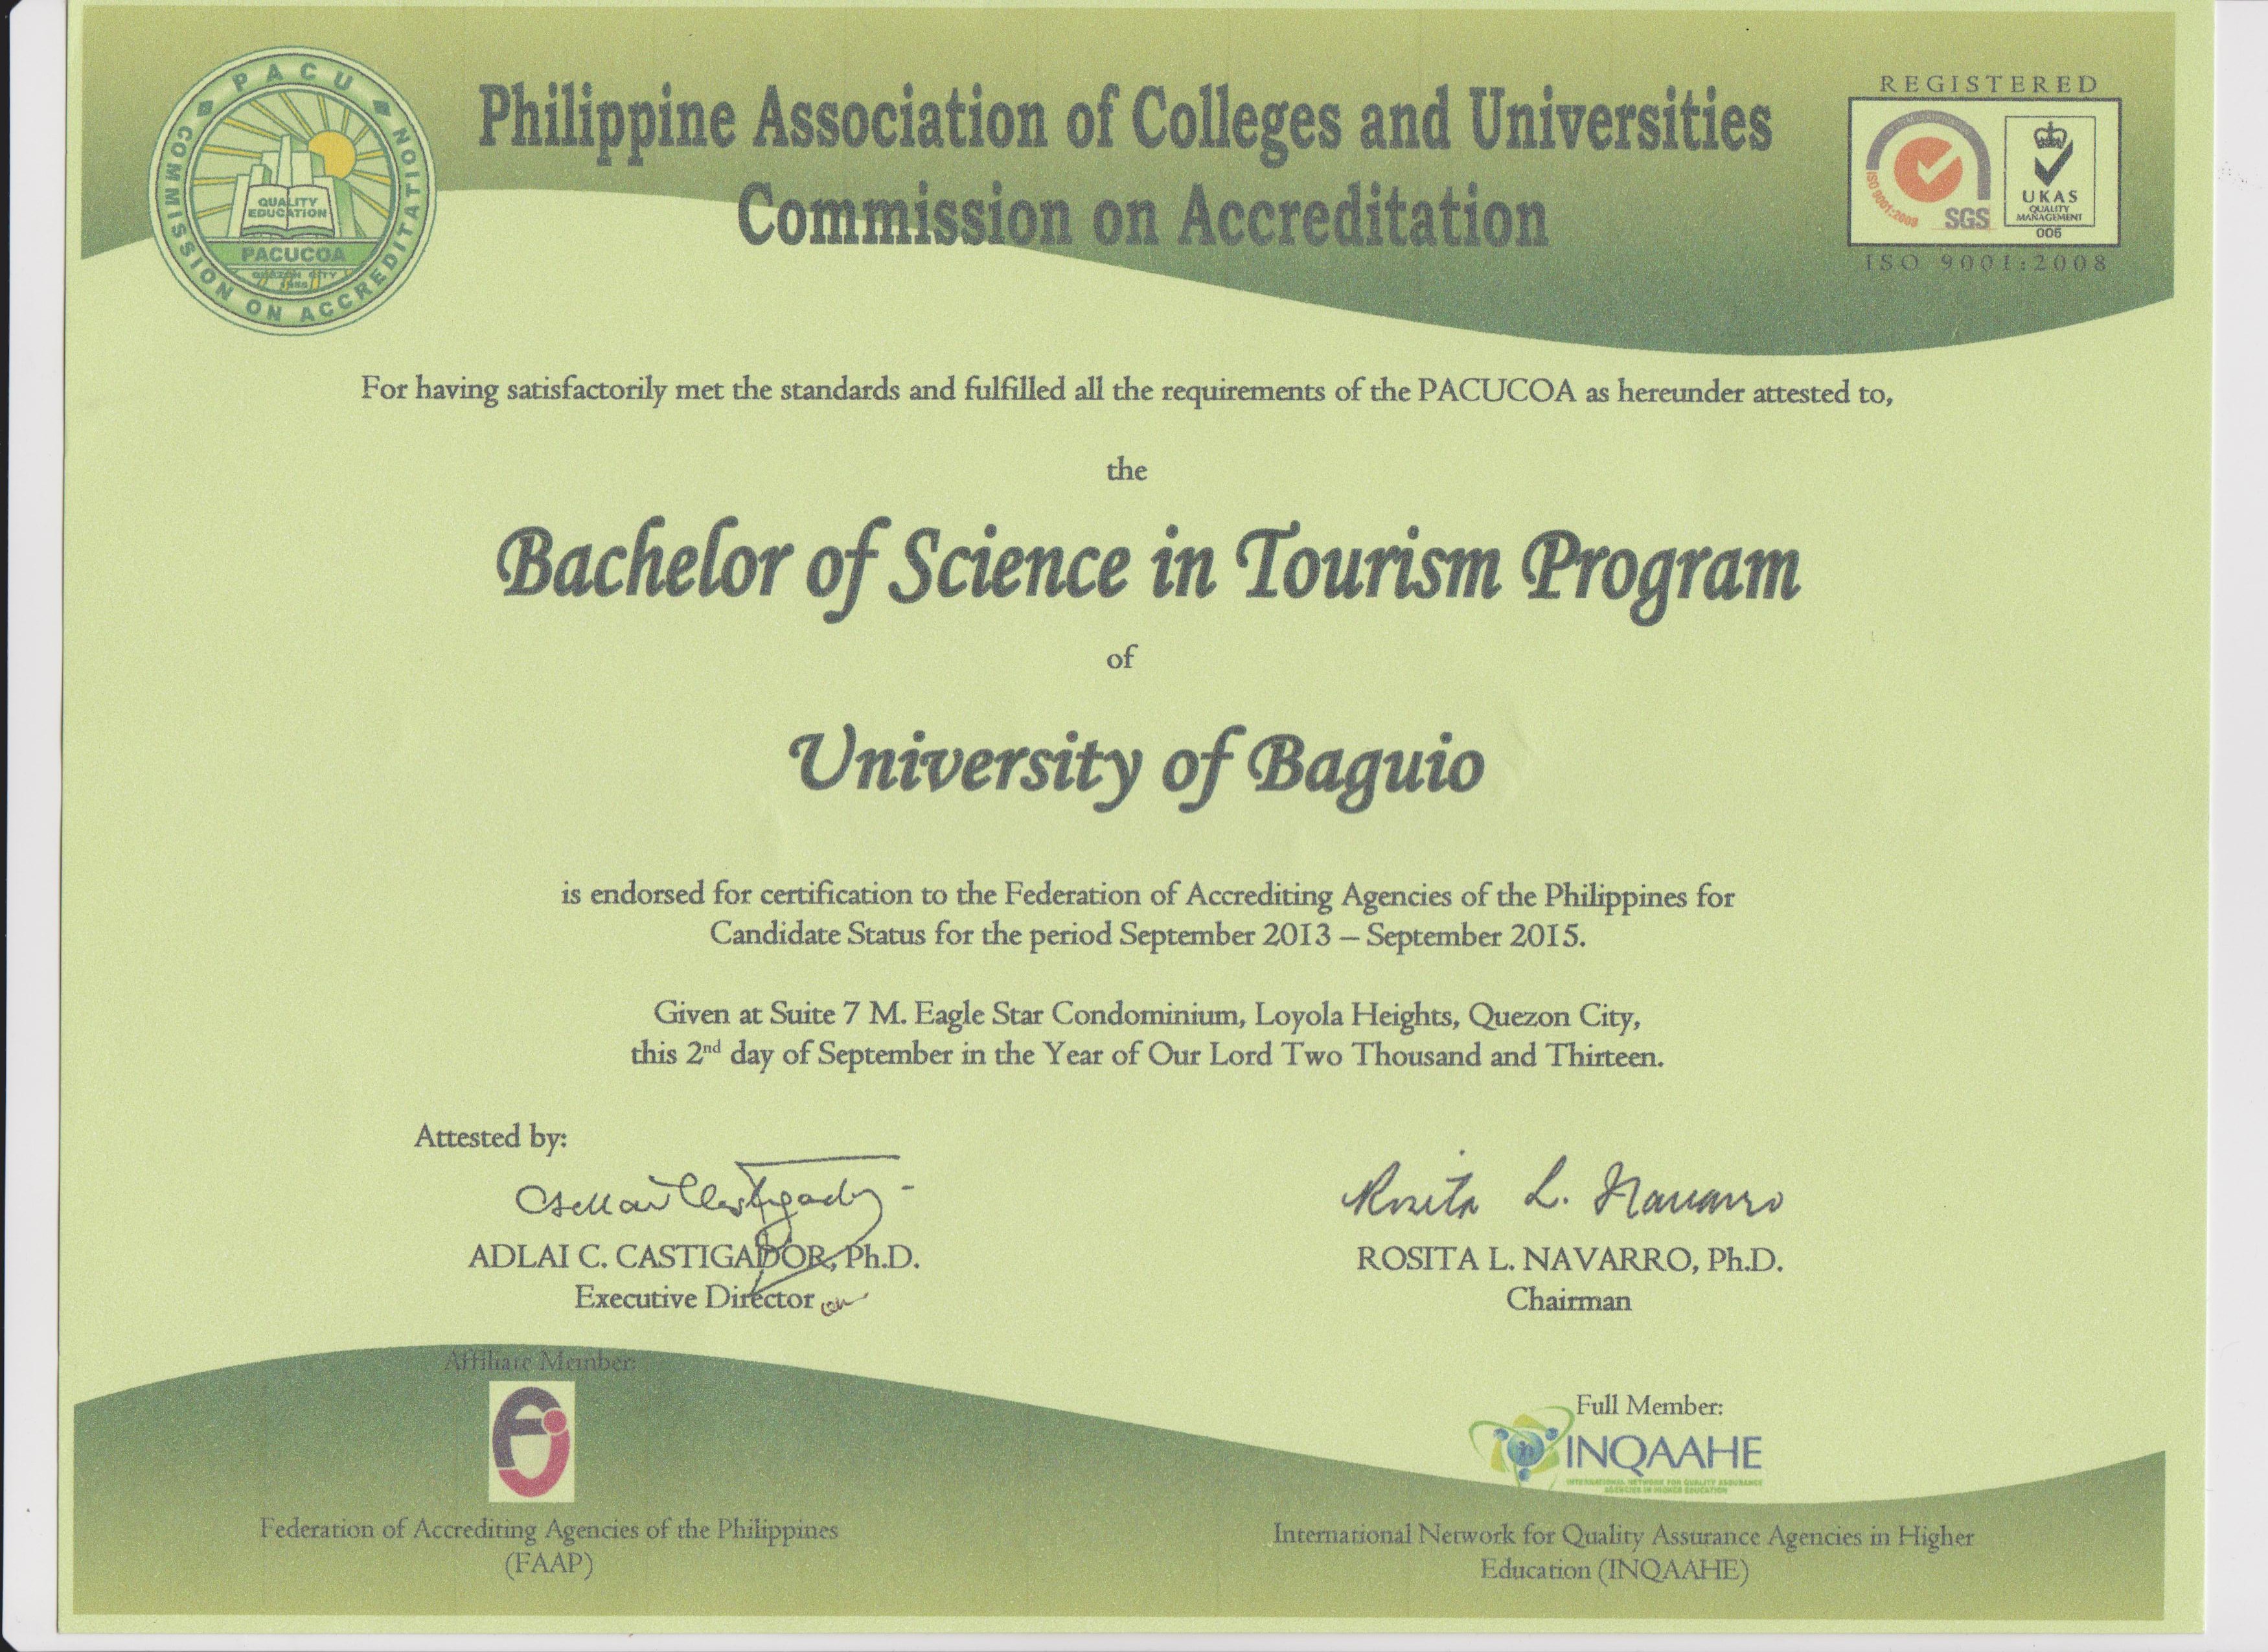 PACU
COMMISSION ON ACCREDITATION
QUALITY
EDUCATION
PACUCOA
QUEZON CITY
Philippine Association of Colleges and Universities
Commission on Accreditation
REGISTERED
ISO 9001:2008
SGS
UKAS
QUALITY
MANAGEMENT
005
ISO 9001:2008
For having satisfactorily met the standards and fulfilled all the requirements of the PACUCOA as hereunder attested to,
the
Bachelor of Science in Tourism Program
of
University of Baguio
is endorsed for certification to the Federation of Accrediting Agencies of the Philippines for
Candidate Status for the period September 2013 – September 2015.
Given at Suite 7 M. Eagle Star Condominium, Loyola Heights, Quezon City,
this 2nd day of September in the Year of Our Lord Two Thousand and Thirteen.
Attested by:
Rosita L. Navarro
ADLAI C. CASTIGADOR, Ph.D.
Executive Director
ROSITA L. NAVARRO, Ph.D.
Chairman
Affiliate Member:
Federation of Accrediting Agencies of the Philippines
(FAAP)
Full Member:
INQAAHE
INTERNATIONAL NETWORK FOR QUALITY ASSURANCE
AGENCIES IN HIGHER EDUCATION
International Network for Quality Assurance Agencies in Higher
Education (INQAAHE)